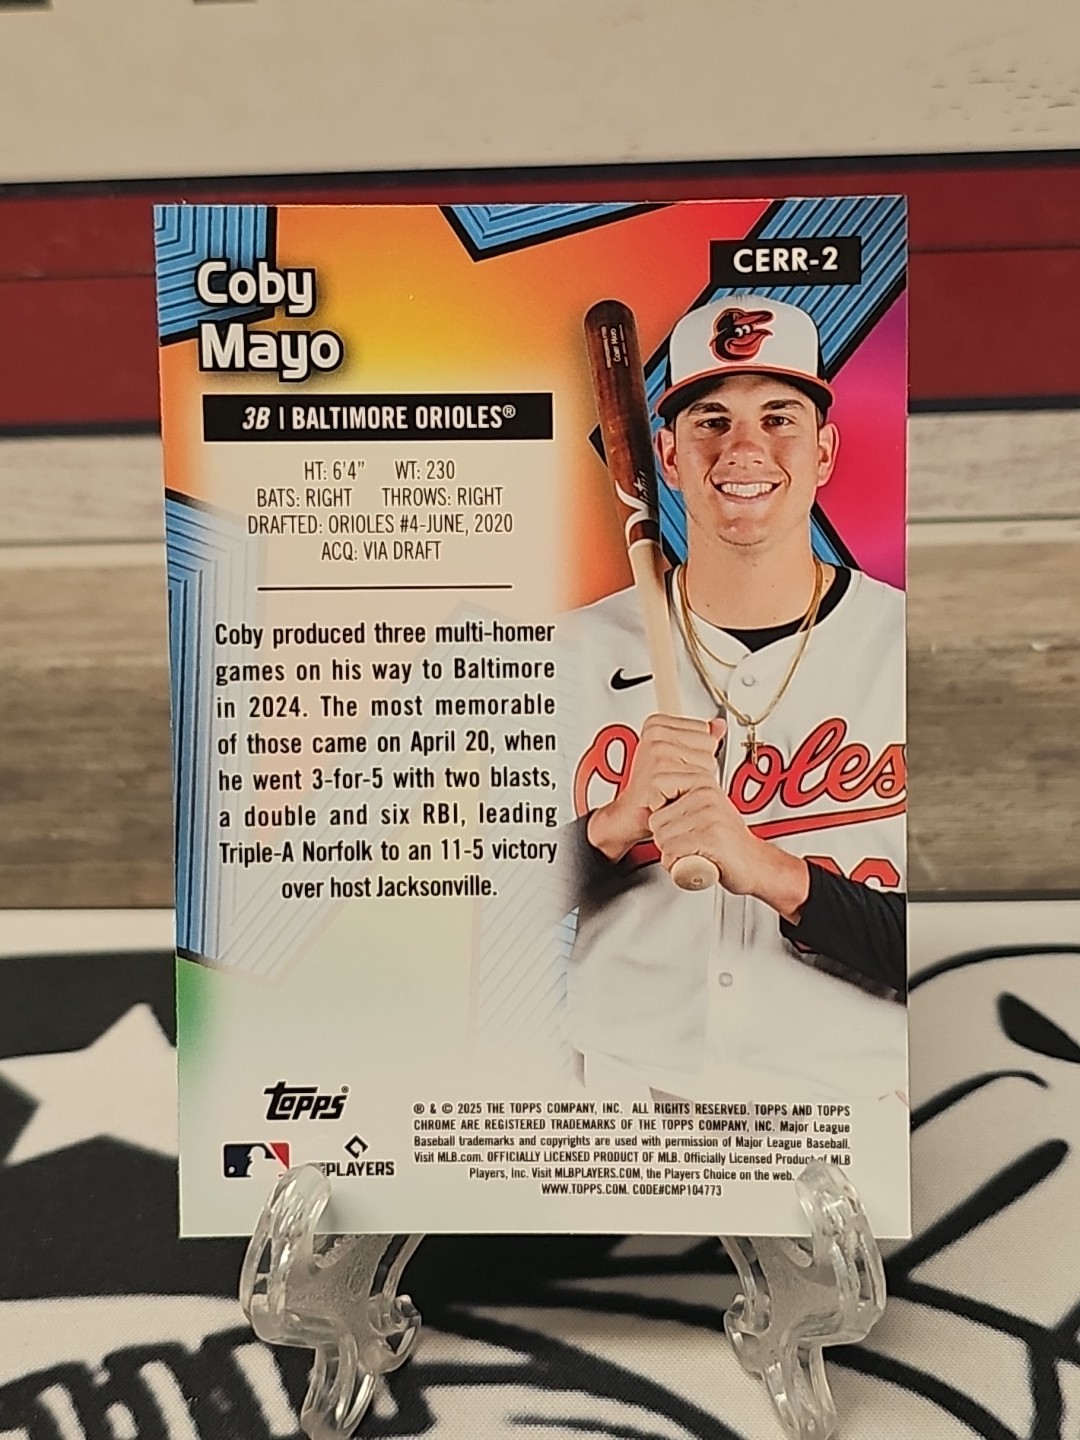 CERR-2
Coby
Mayo
3B | BALTIMORE ORIOLES®
HT: 6'4" WT: 230
BATS: RIGHT THROWS: RIGHT
DRAFTED: ORIOLES #4-JUNE, 2020
ACQ: VIA DRAFT
Coby produced three multi-homer
games on his way to Baltimore
in 2024. The most memorable
of those came on April 20, when
he went 3-for-5 with two blasts,
a double and six RBI, leading
Triple-A Norfolk to an 11-5 victory
over host Jacksonville.
Orioles
Topps®
PLAYERS
® & © 2025 THE TOPPS COMPANY, INC. ALL RIGHTS RESERVED. TOPPS AND TOPPS
CHROME ARE REGISTERED TRADEMARKS OF THE TOPPS COMPANY, INC. Major League
Baseball trademarks and copyrights are used with permission of Major League Baseball.
Visit MLB.com. OFFICIALLY LICENSED PRODUCT OF MLB. Officially Licensed Product of MLB
Players, Inc. Visit MLBPLAYERS.COM, the Players Choice on the web.
WWW.TOPPS.COM. CODE#CMP104773